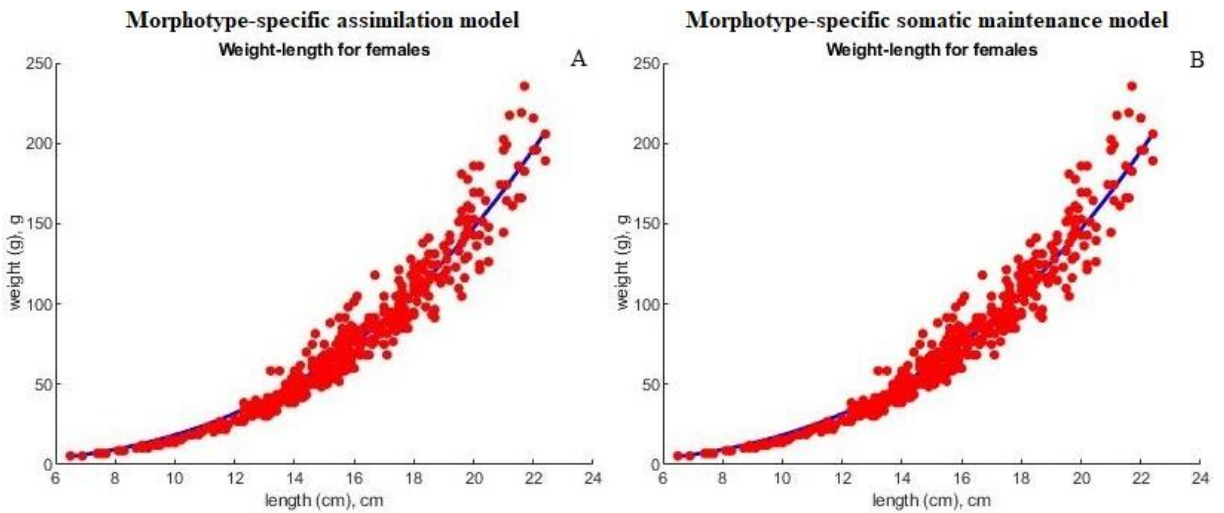 Morphotype-specific assimilation model
Weight-length for females
A
250
200
150
100
50
0
weight (g), g
6 8 10 12 14 16 18 20 22 24
length (cm), cm
Morphotype-specific somatic maintenance model
Weight-length for females
B
250
200
150
100
50
0
weight (g), g
6 8 10 12 14 16 18 20 22 24
length (cm), cm